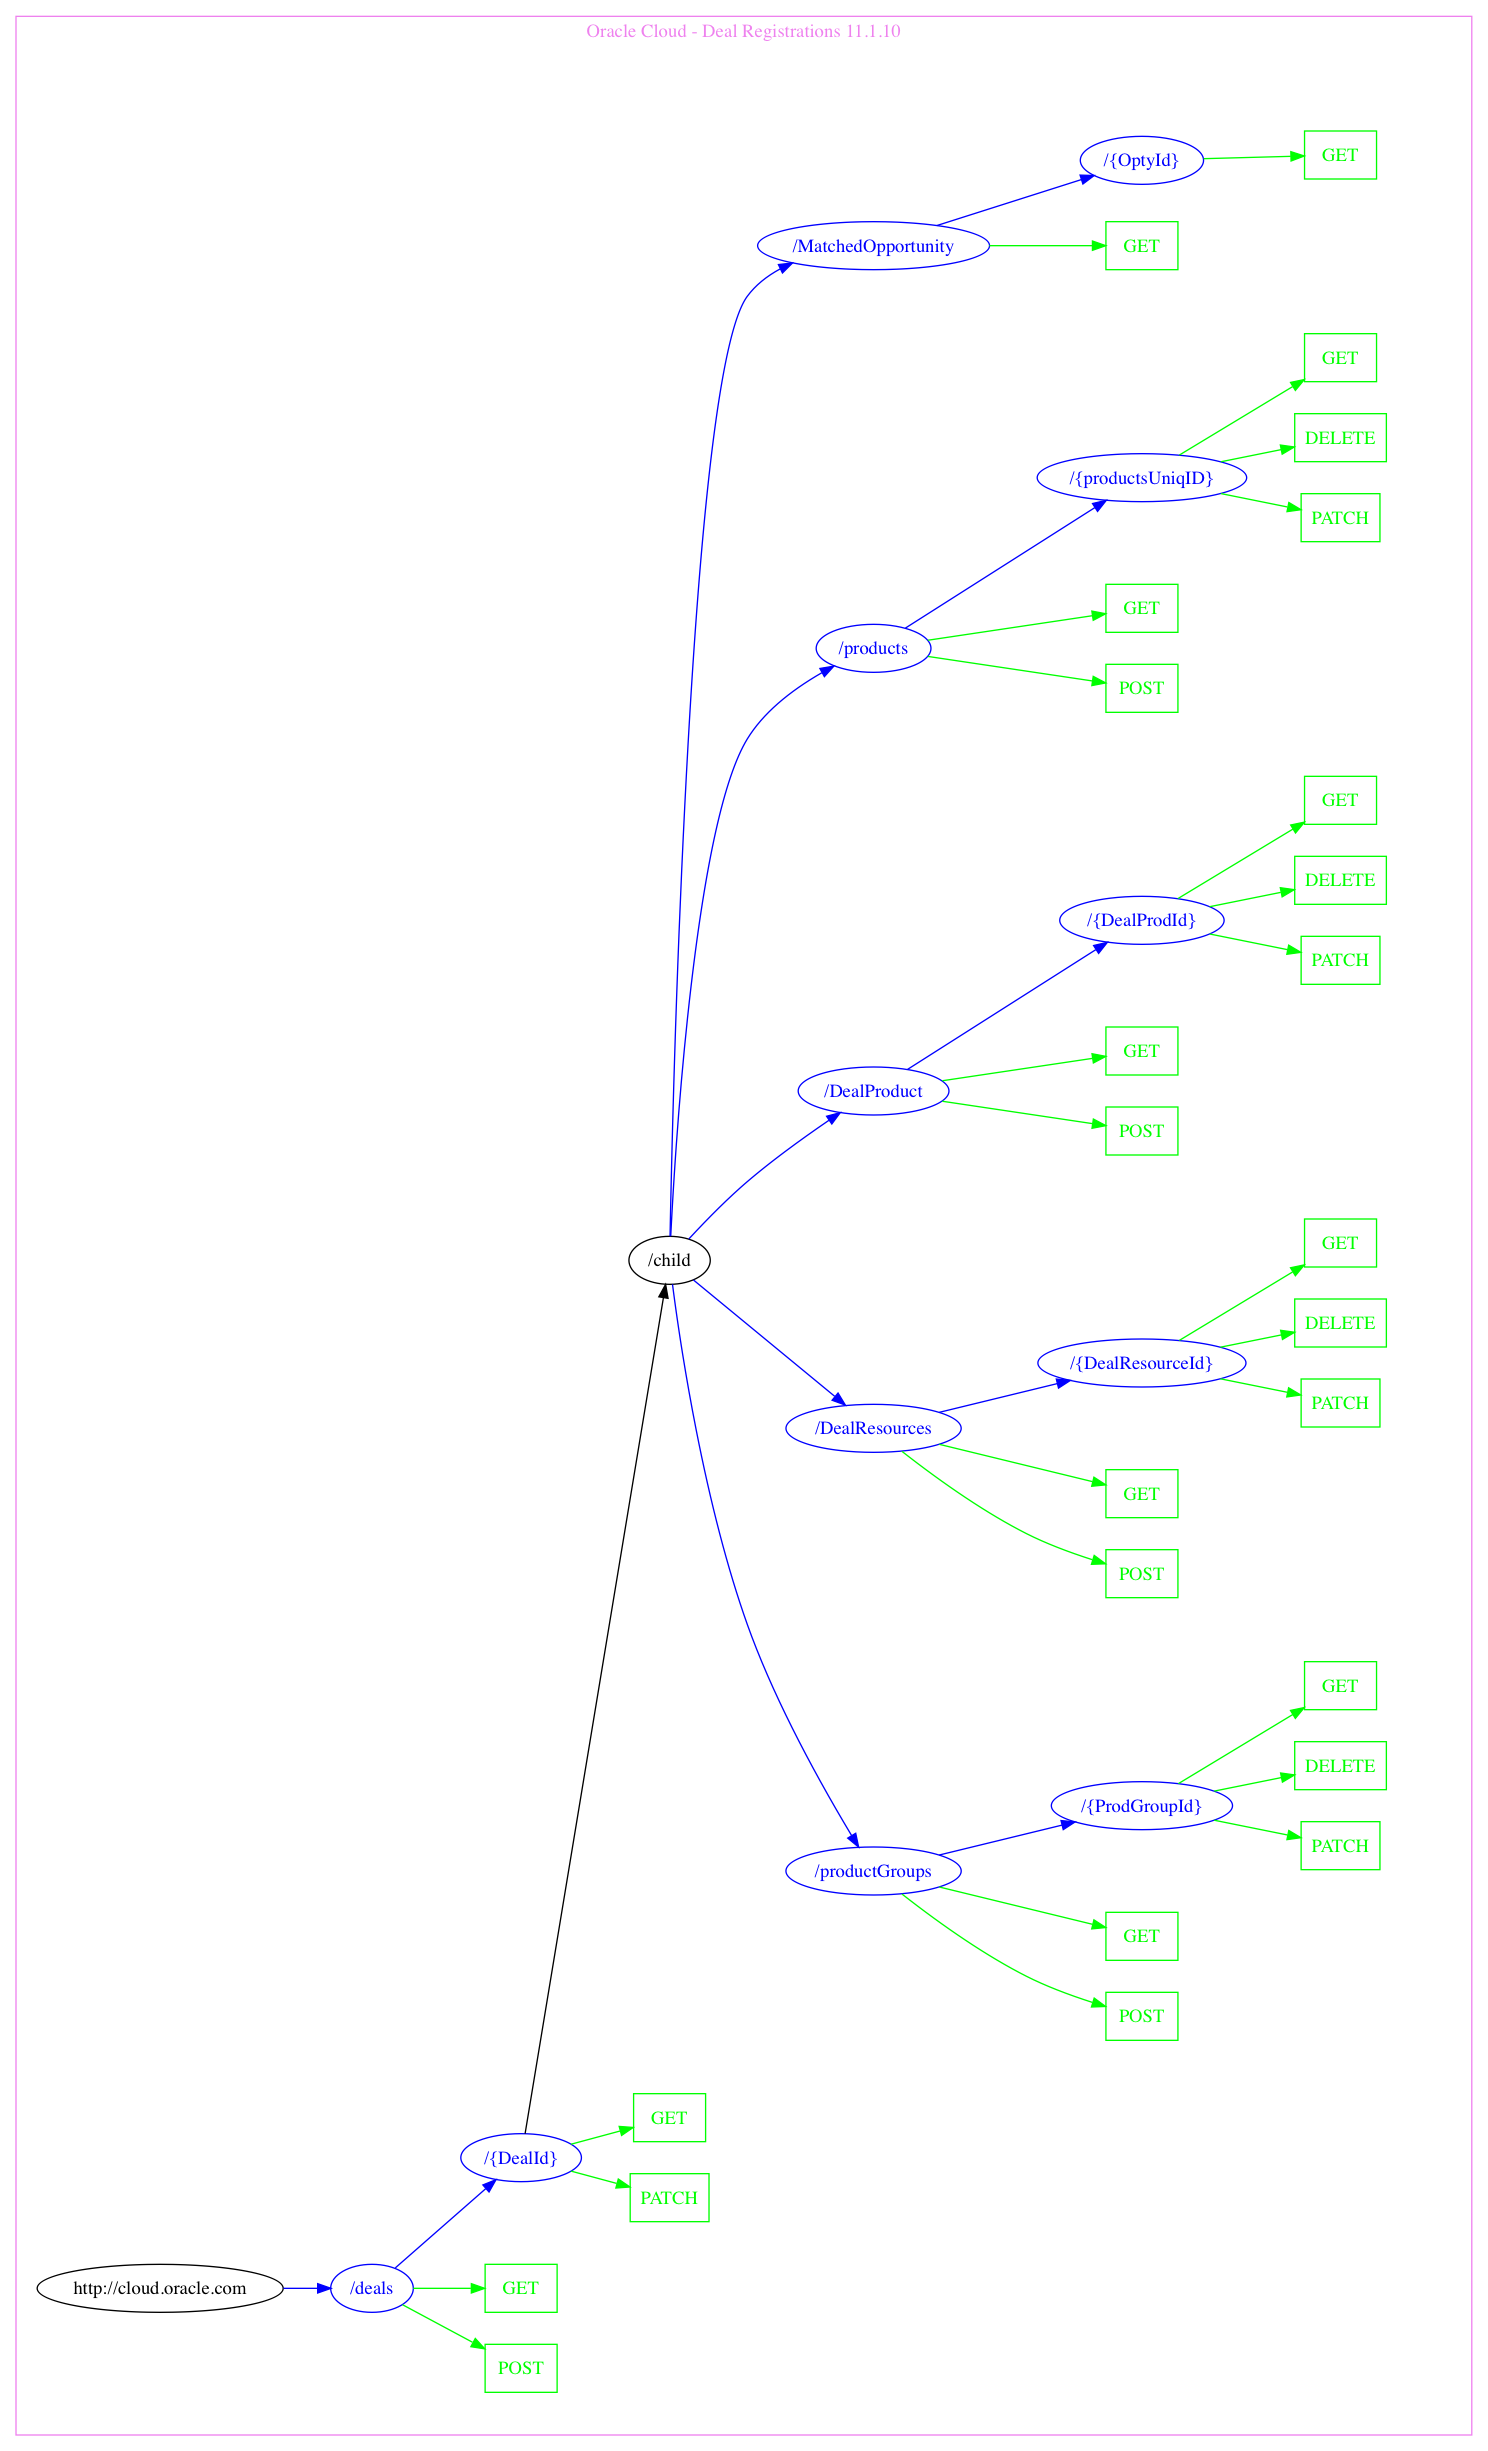 Oracle Cloud - Deal Registrations 11.1.10
/{OptyId}
GET
/MatchedOpportunity
GET
GET
DELETE
/{productsUniqID}
PATCH
GET
/products
POST
GET
DELETE
/{DealProdId}
PATCH
GET
/DealProduct
POST
/child
GET
DELETE
/{DealResourceId}
PATCH
/DealResources
GET
POST
GET
DELETE
/{ProdGroupId}
PATCH
/productGroups
GET
POST
GET
/{DealId}
PATCH
http://cloud.oracle.com
/deals
GET
POST